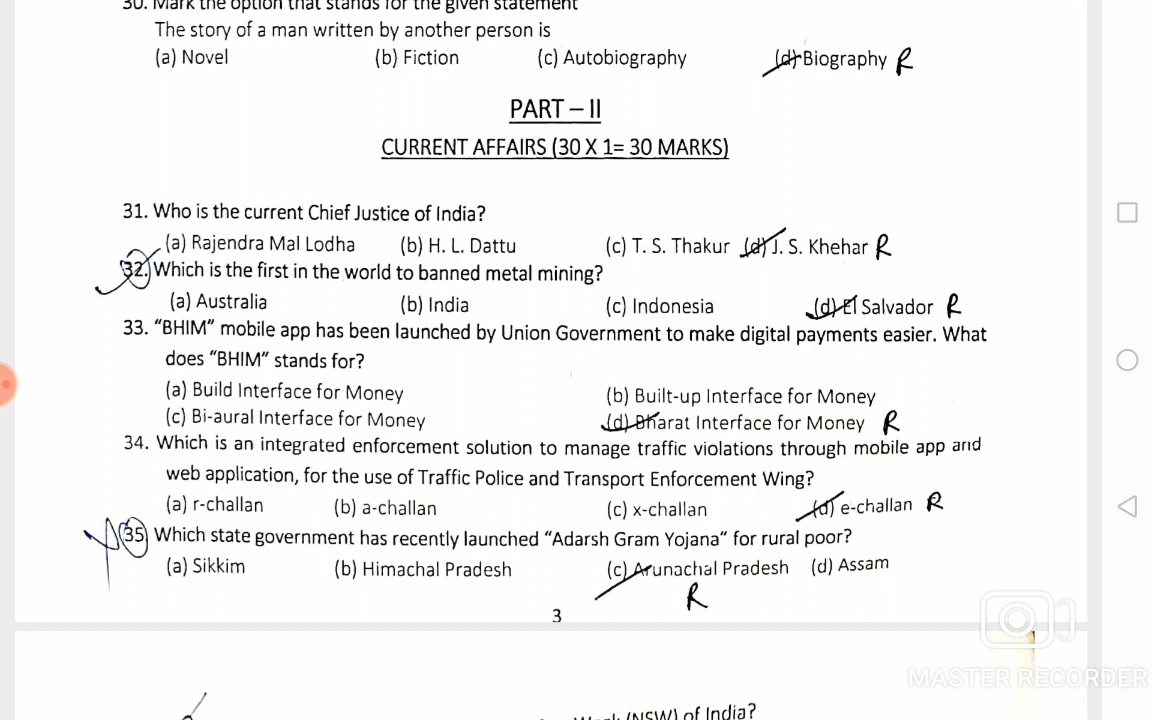 30. Mark the option that stands for the given statement
The story of a man written by another person is
(a) Novel (b) Fiction (c) Autobiography (d) Biography R
PART – II
CURRENT AFFAIRS (30 X 1= 30 MARKS)
31. Who is the current Chief Justice of India?
(a) Rajendra Mal Lodha (b) H. L. Dattu (c) T. S. Thakur (d) J. S. Khehar R
32. Which is the first in the world to banned metal mining?
(a) Australia (b) India (c) Indonesia (d) El Salvador R
33. “BHIM” mobile app has been launched by Union Government to make digital payments easier. What
does “BHIM” stands for?
(a) Build Interface for Money (b) Built-up Interface for Money
(c) Bi-aural Interface for Money (d) Bharat Interface for Money R
34. Which is an integrated enforcement solution to manage traffic violations through mobile app and
web application, for the use of Traffic Police and Transport Enforcement Wing?
(a) r-challan (b) a-challan (c) x-challan (d) e-challan R
35. Which state government has recently launched “Adarsh Gram Yojana” for rural poor?
(a) Sikkim (b) Himachal Pradesh (c) Arunachal Pradesh (d) Assam
R
3
MASTER RECORDER
(NSW) of India?